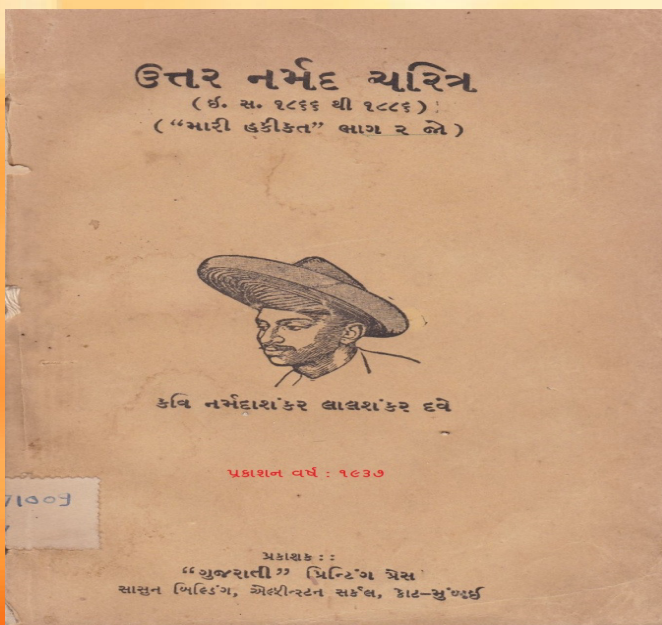 ઉત્તર નર્મદ ચરિત્ર
( ઇ. સ. ૧૮૬૬ થી ૧૮૮૬ )
( “મારી હકીકત” ભાગ ૨ જો )
કવિ નર્મદાશંકર લાલશંકર દવે
પ્રકાશન વર્ષ : ૧૯૩૭
71009
પ્રકાશક : :
“ગુજરાતી” પ્રિન્ટિંગ પ્રેસ
સાસુન બિલ્ડિંગ, એલ્ફીન્સ્ટન સર્કલ, કોટ-મુંબઈ